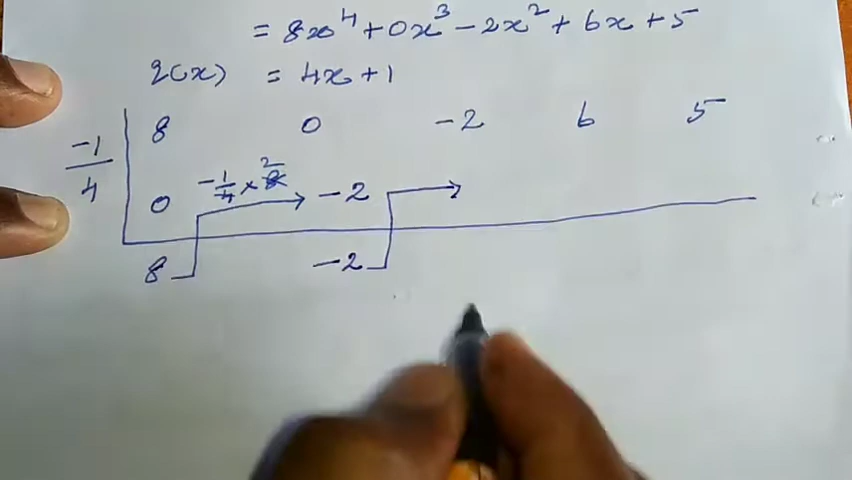 = 8x⁴ + 0x³ - 2x² + 6x + 5
q(x) = 4x + 1
-1/4 | 8 0 -2 6 5
0 -1/4 × 8 2 -2
8 -2